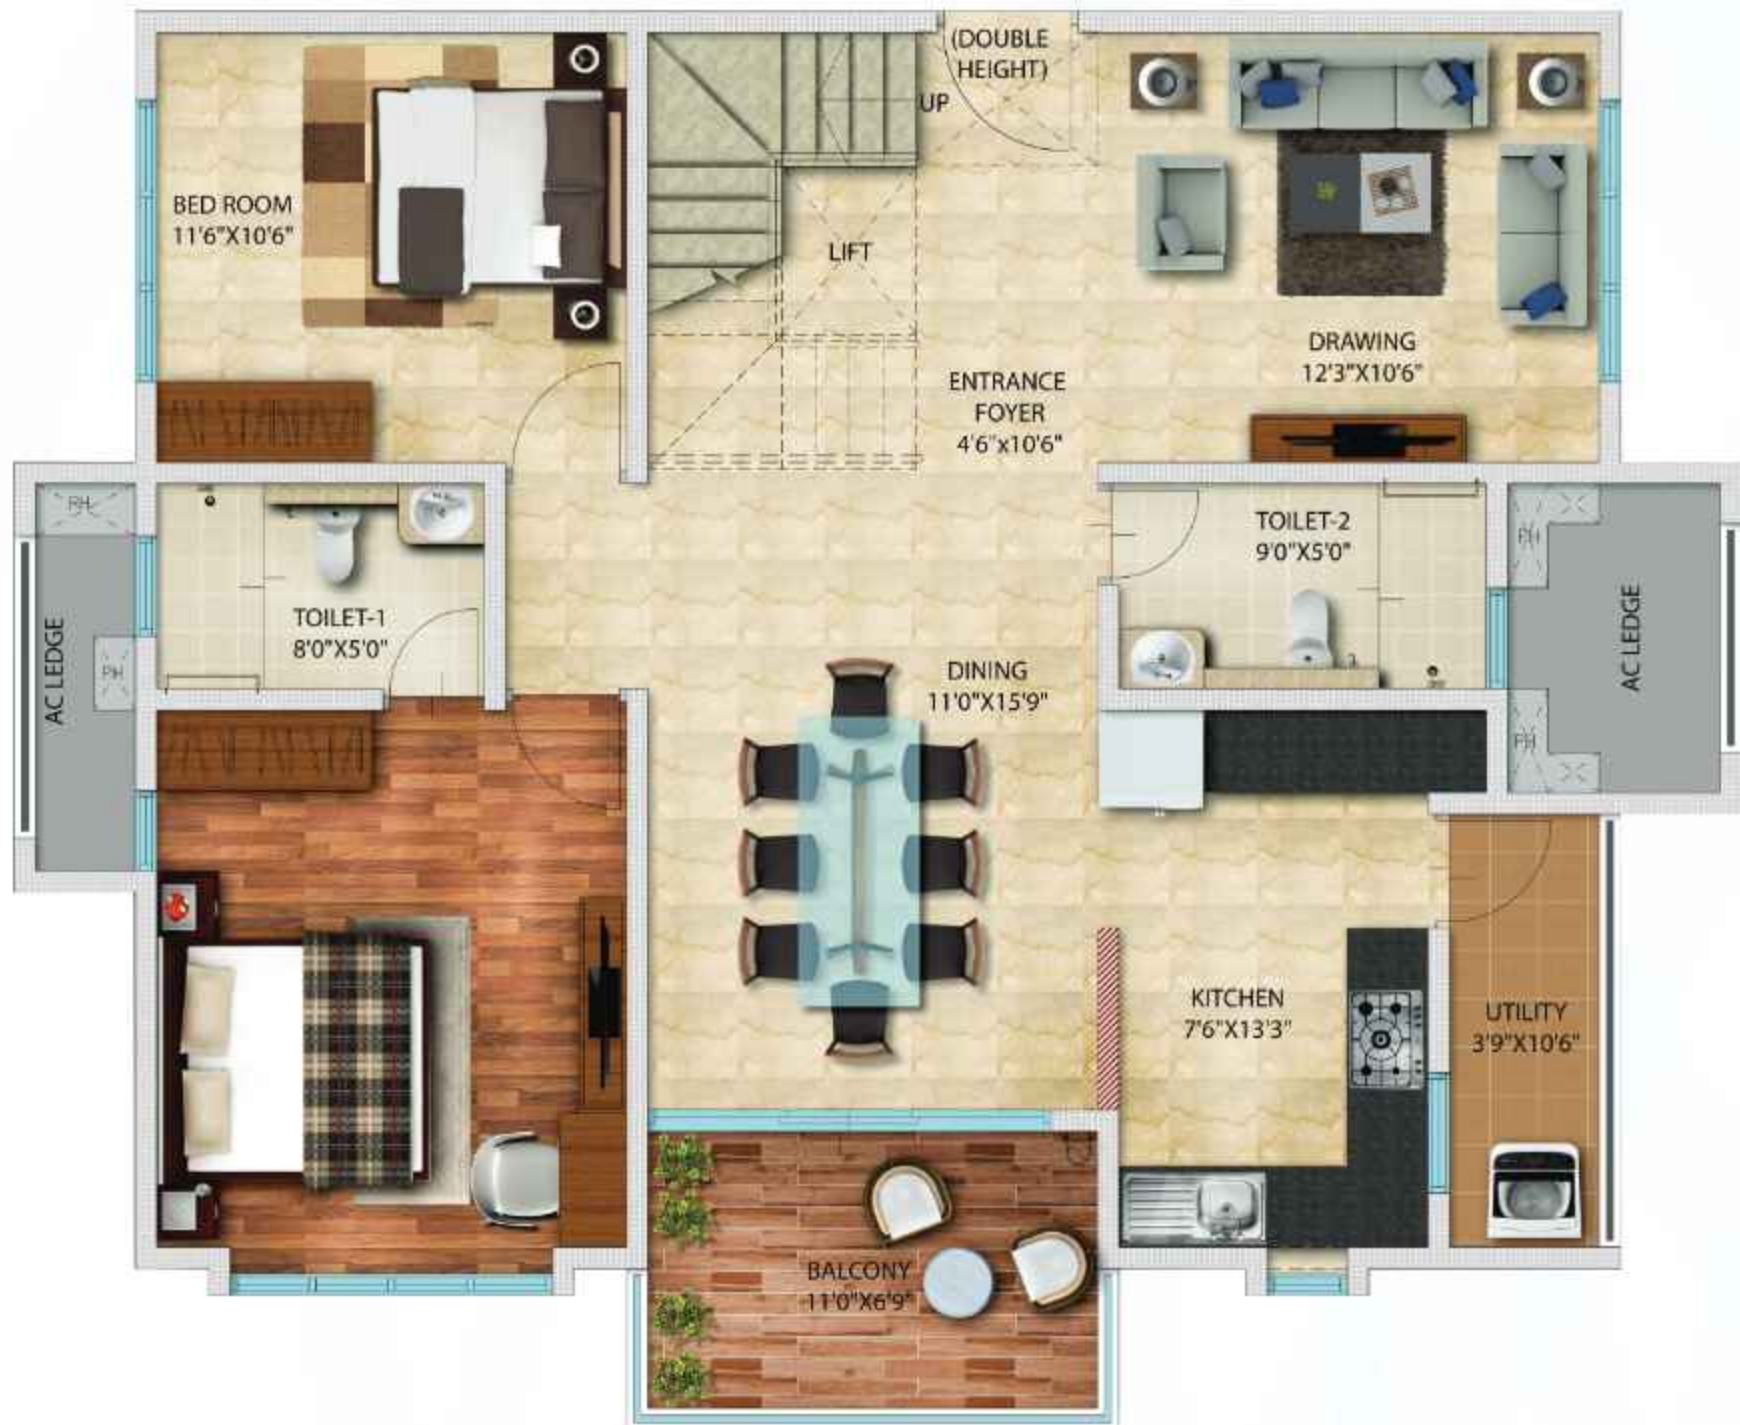 (DOUBLE
HEIGHT)
UP
BED ROOM
11'6"X10'6"
LIFT
DRAWING
12'3"X10'6"
ENTRANCE
FOYER
4'6"x10'6"
TOILET-2
9'0"X5'0"
TOILET-1
8'0"X5'0"
AC LEDGE
AC LEDGE
DINING
11'0"X15'9"
KITCHEN
7'6"X13'3"
UTILITY
3'9"X10'6"
BALCONY
11'0"X6'9"